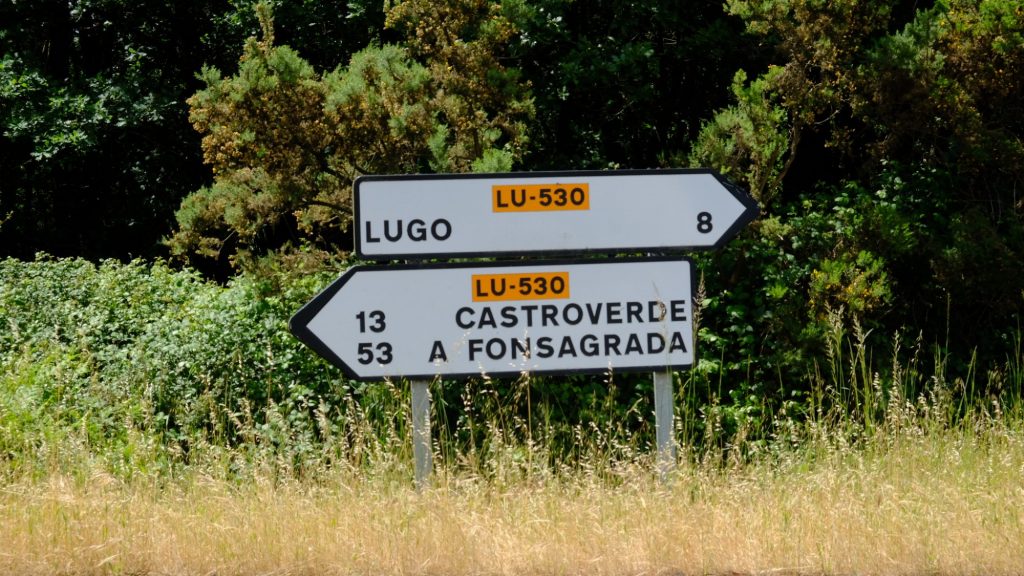 LU-530
LUGO 8
LU-530
13 CASTROVERDE
53 A FONSAGRADA